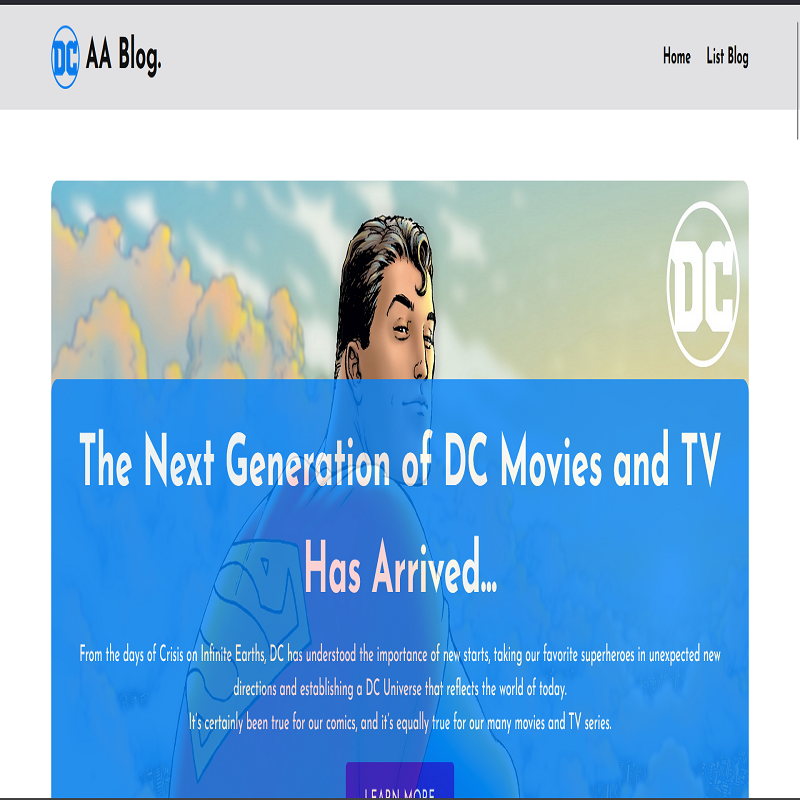 DC AA Blog.
Home List Blog
DC
The Next Generation of DC Movies and TV
Has Arrived...
From the days of Crisis on Infinite Earths, DC has understood the importance of new starts, taking our favorite superheroes in unexpected new
directions and establishing a DC Universe that reflects the world of today.
It's certainly been true for our comics, and it's equally true for our many movies and TV series.
LEARN MORE